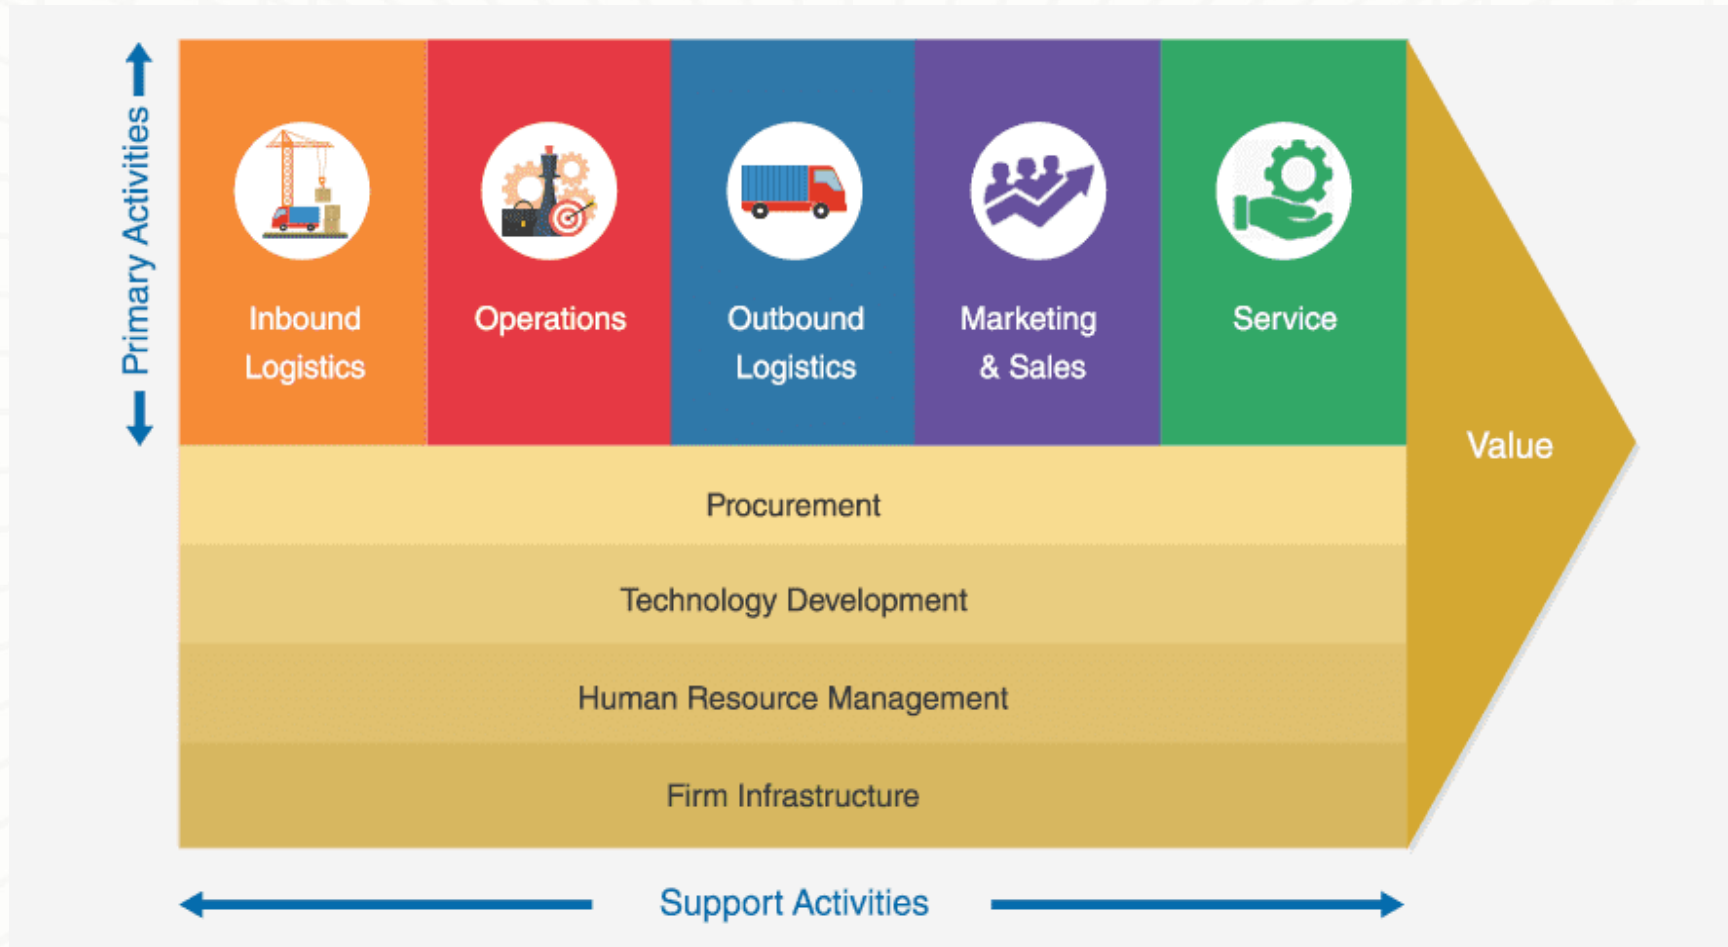 Primary Activities
Inbound
Logistics
Operations
Outbound
Logistics
Marketing
& Sales
Service
Value
Procurement
Technology Development
Human Resource Management
Firm Infrastructure
Support Activities